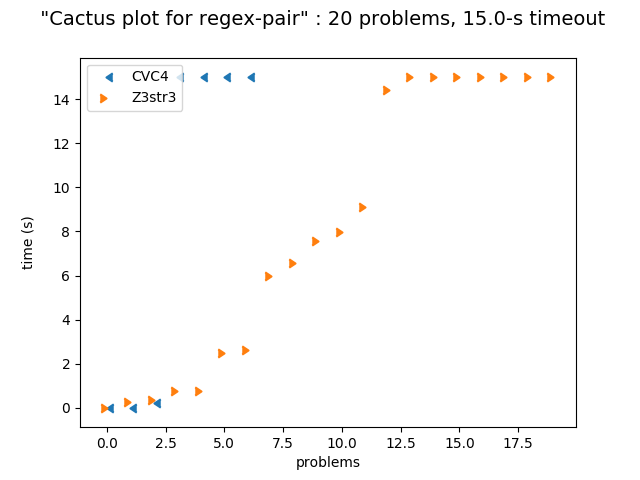 "Cactus plot for regex-pair" : 20 problems, 15.0-s timeout
CVC4
Z3str3
14
12
10
8
6
4
2
0
time (s)
0.0 2.5 5.0 7.5 10.0 12.5 15.0 17.5
problems